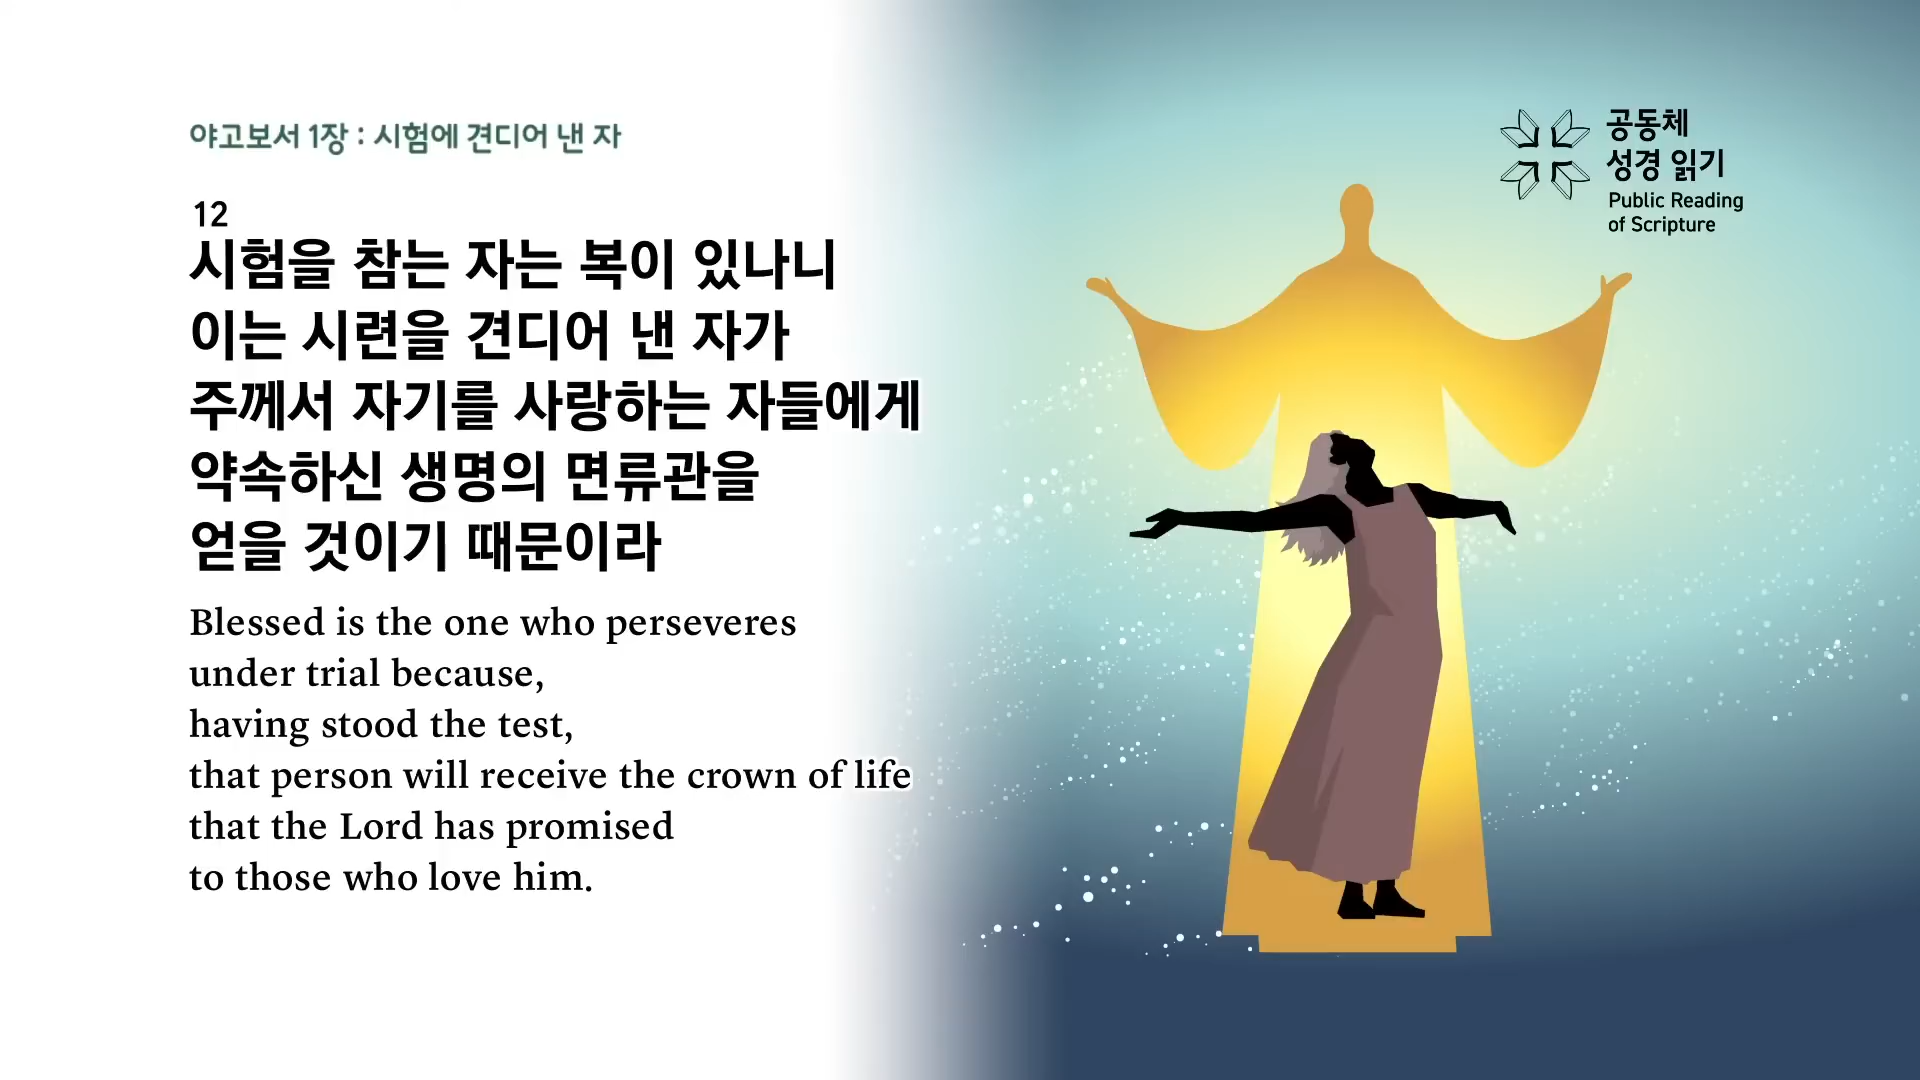 야고보서 1장 : 시험에 견디어 낸 자
12
시험을 참는 자는 복이 있나니
이는 시련을 견디어 낸 자가
주께서 자기를 사랑하는 자들에게
약속하신 생명의 면류관을
얻을 것이기 때문이라
Blessed is the one who perseveres
under trial because,
having stood the test,
that person will receive the crown of life
that the Lord has promised
to those who love him.
공동체
성경 읽기
Public Reading
of Scripture